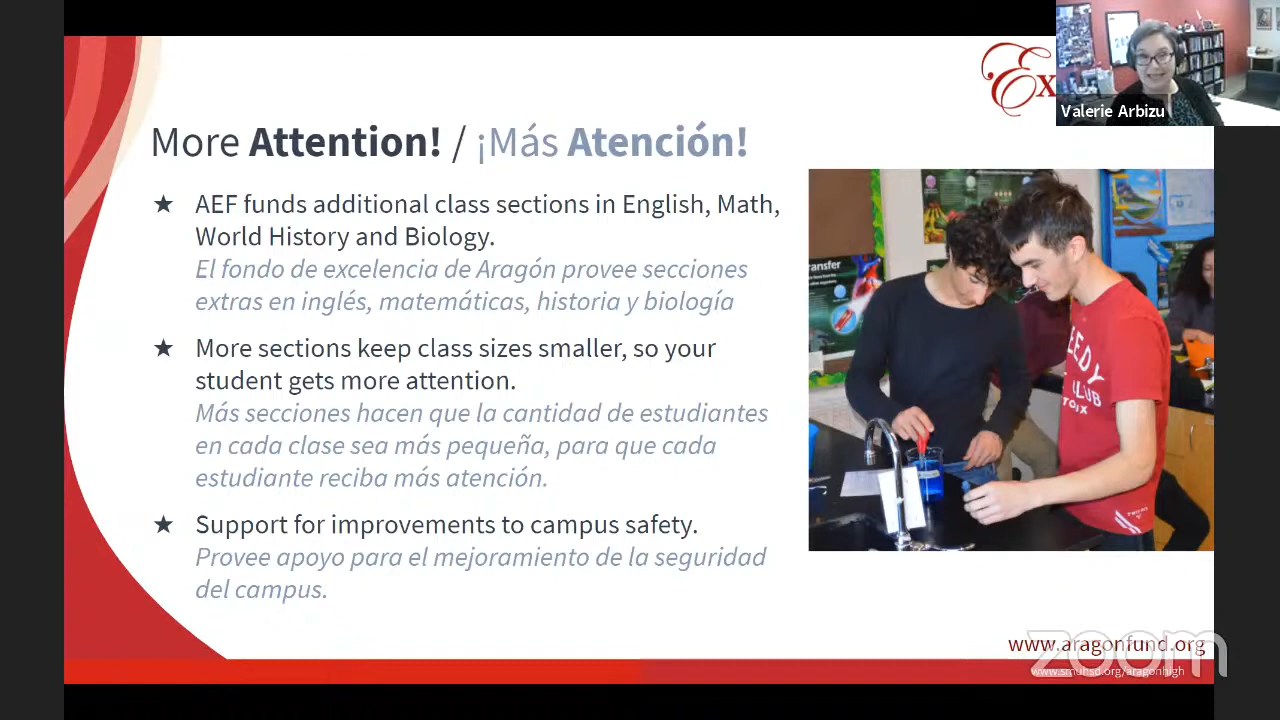 Valerie Arbizu
More Attention! / ¡Más Atención!
★ AEF funds additional class sections in English, Math,
World History and Biology.
El fondo de excelencia de Aragón provee secciones
extras en inglés, matemáticas, historia y biología
★ More sections keep class sizes smaller, so your
student gets more attention.
Más secciones hacen que la cantidad de estudiantes
en cada clase sea más pequeña, para que cada
estudiante reciba más atención.
★ Support for improvements to campus safety.
Provee apoyo para el mejoramiento de la seguridad
del campus.
www.aragonfund.org
zoom
www.smuhsd.org/aragonhigh